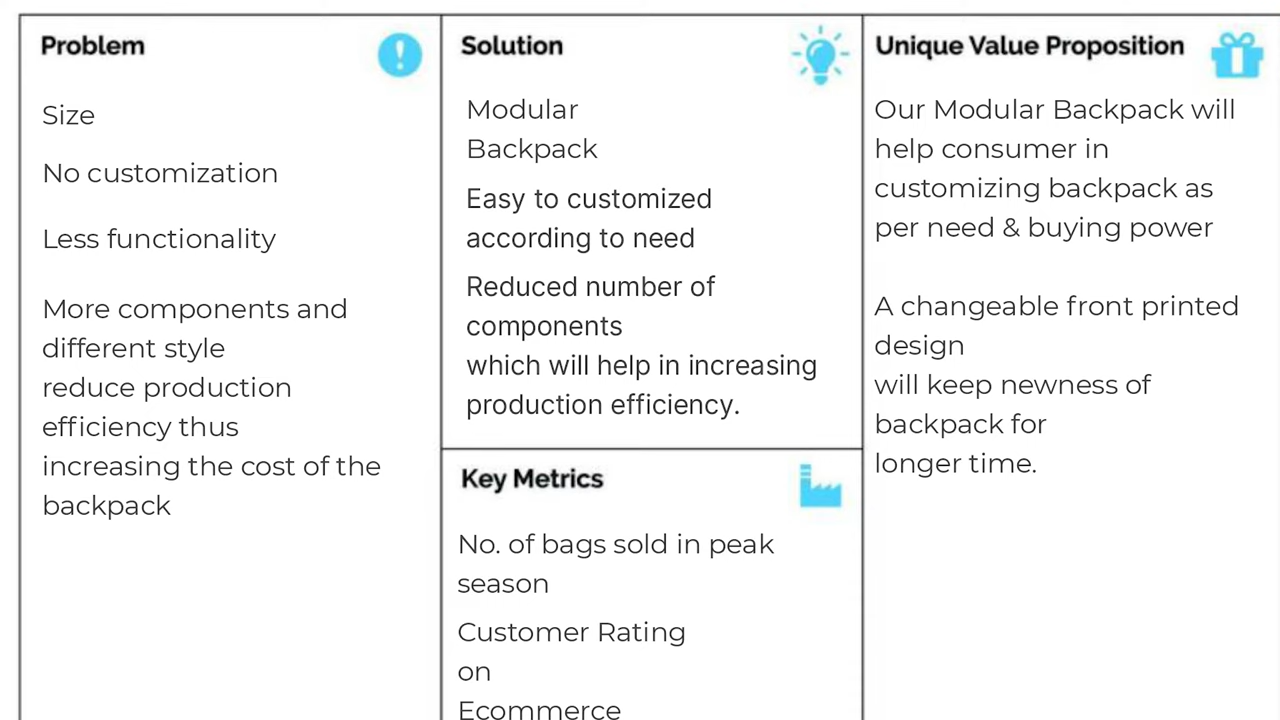 Problem
Size
No customization
Less functionality
More components and
different style
reduce production
efficiency thus
increasing the cost of the
backpack
Solution
Modular
Backpack
Easy to customized
according to need
Reduced number of
components
which will help in increasing
production efficiency.
Key Metrics
No. of bags sold in peak
season
Customer Rating
on
Ecommerce
Unique Value Proposition
Our Modular Backpack will
help consumer in
customizing backpack as
per need & buying power
A changeable front printed
design
will keep newness of
backpack for
longer time.